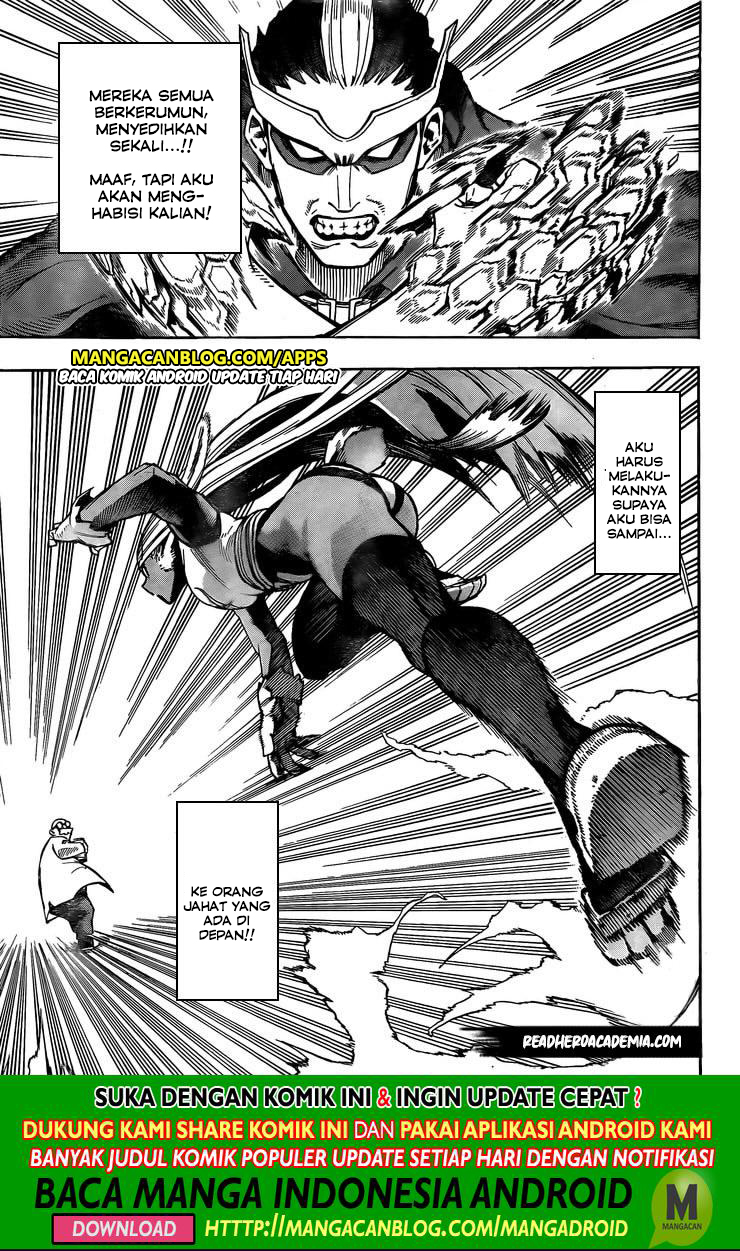 MEREKA SEMUA
BERKERUMUN,
MENYEDIHKAN
SEKALI...!!
MAAF, TAPI AKU
AKAN MENG-
HABISI KALIAN!
MANGACANBLOG.COM/APPS
BACA KOMIK ANDROID UPDATE TIAP HARI
AKU
HARUS
MELAKU-
KANNYA
SUPAYA
AKU BISA
SAMPAI...
KE ORANG
JAHAT YANG
ADA DI
DEPAN!!
READHEROACADEMIA.COM
SUKA DENGAN KOMIK INI & INGIN UPDATE CEPAT ?
DUKUNG KAMI SHARE KOMIK INI DAN PAKAI APLIKASI ANDROID KAMI
BANYAK JUDUL KOMIK POPULER UPDATE SETIAP HARI DENGAN NOTIFIKASI
BACA MANGA INDONESIA ANDROID
DOWNLOAD HTTTP://MANGACANBLOG.COM/MANGADROID
M
MANGACAN